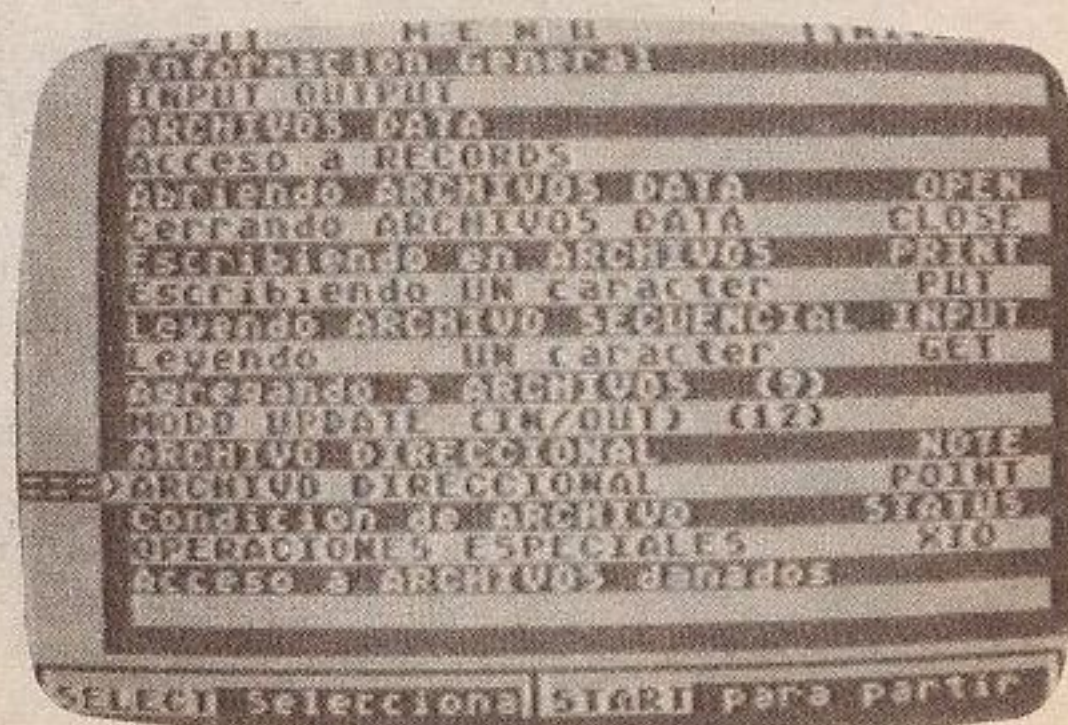 M E N U
Informacion General
INPUT OUTPUT
ARCHIVOS DATA
Acceso a RECORDS
Abriendo ARCHIVOS DATA OPEN
Cerrando ARCHIVOS DATA CLOSE
Escribiendo en ARCHIVOS PRINT
Escribiendo UN caracter PUT
Leyendo ARCHIVO SECUENCIAL INPUT
Leyendo UN caracter GET
Agregando a ARCHIVOS (9)
MODO UPDATE (IN/OUT) (12)
ARCHIVO DIRECCIONAL NOTE
>ARCHIVO DIRECCIONAL POINT
Condicion de ARCHIVO STATUS
OPERACIONES ESPECIALES XIO
Acceso a ARCHIVOS danados
SELECT Selecciona START para partir